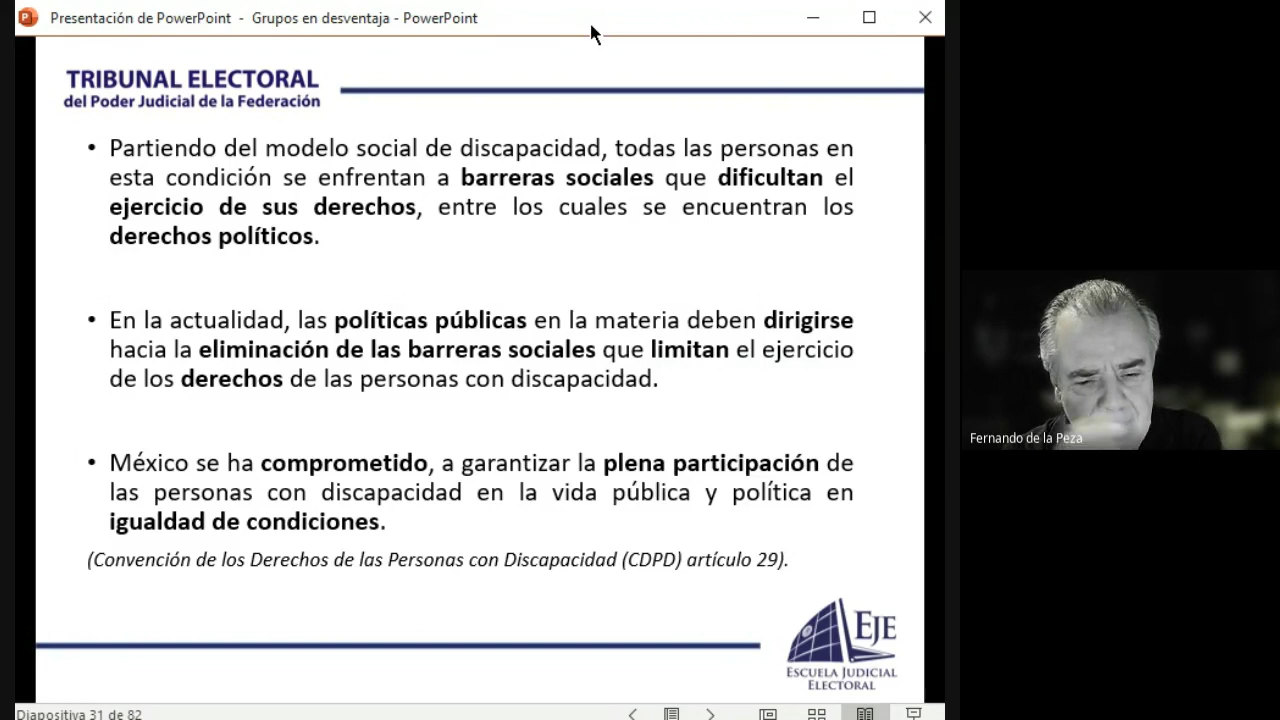 Presentación de PowerPoint - Grupos en desventaja - PowerPoint
TRIBUNAL ELECTORAL
del Poder Judicial de la Federación
• Partiendo del modelo social de discapacidad, todas las personas en
esta condición se enfrentan a barreras sociales que dificultan el
ejercicio de sus derechos, entre los cuales se encuentran los
derechos políticos.
• En la actualidad, las políticas públicas en la materia deben dirigirse
hacia la eliminación de las barreras sociales que limitan el ejercicio
de los derechos de las personas con discapacidad.
• México se ha comprometido, a garantizar la plena participación de
las personas con discapacidad en la vida pública y política en
igualdad de condiciones.
(Convención de los Derechos de las Personas con Discapacidad (CDPD) artículo 29).
EJE
ESCUELA JUDICIAL
ELECTORAL
Diapositiva 31 de 82
Fernando de la Peza